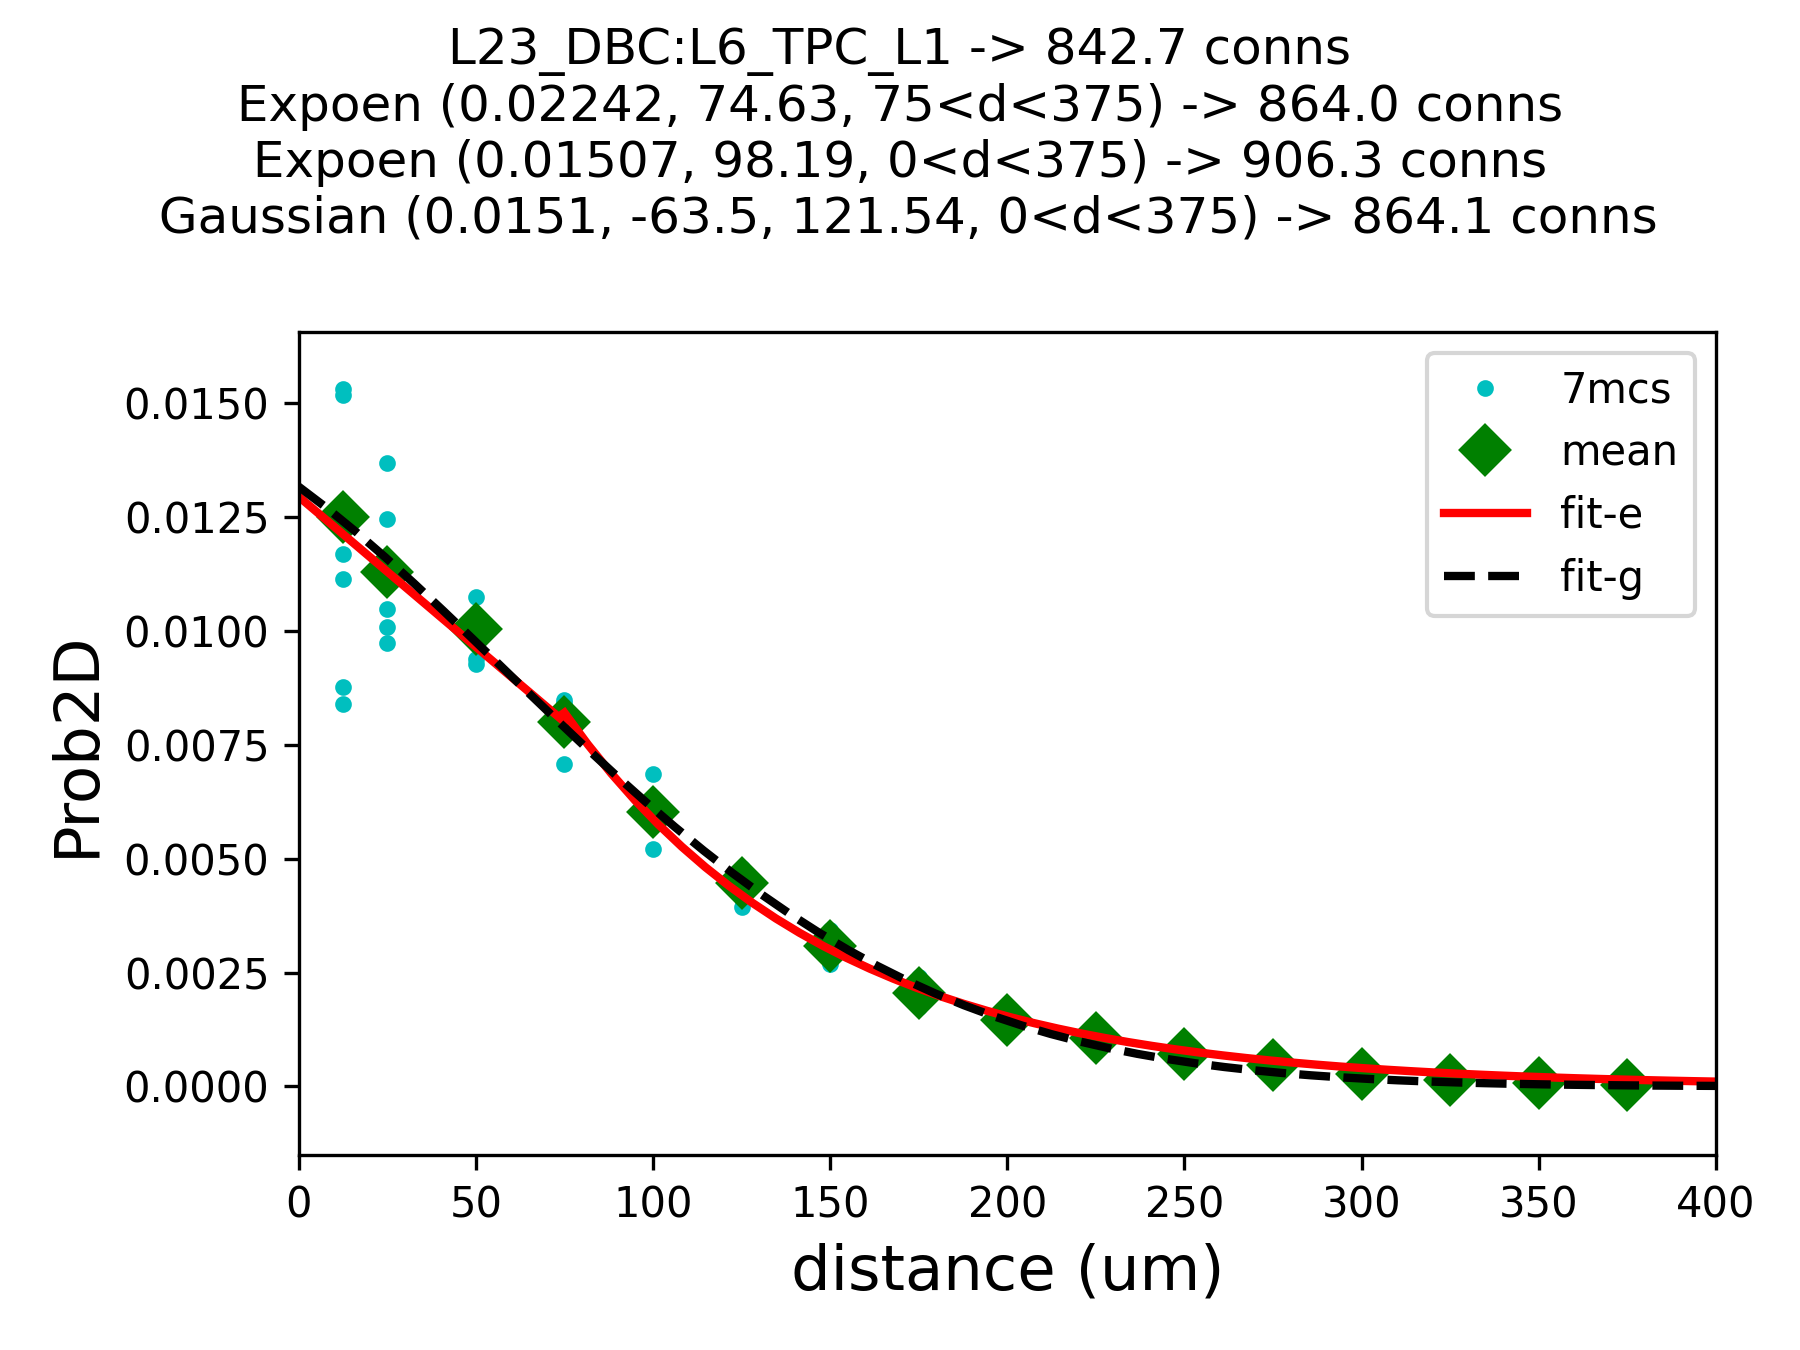 L23_DBC:L6_TPC_L1 -> 842.7 conns
Expoen (0.02242, 74.63, 75<d<375) -> 864.0 conns
Expoen (0.01507, 98.19, 0<d<375) -> 906.3 conns
Gaussian (0.0151, -63.5, 121.54, 0<d<375) -> 864.1 conns
7mcs
mean
fit-e
fit-g
Prob2D
0.0150
0.0125
0.0100
0.0075
0.0050
0.0025
0.0000
0 50 100 150 200 250 300 350 400
distance (um)